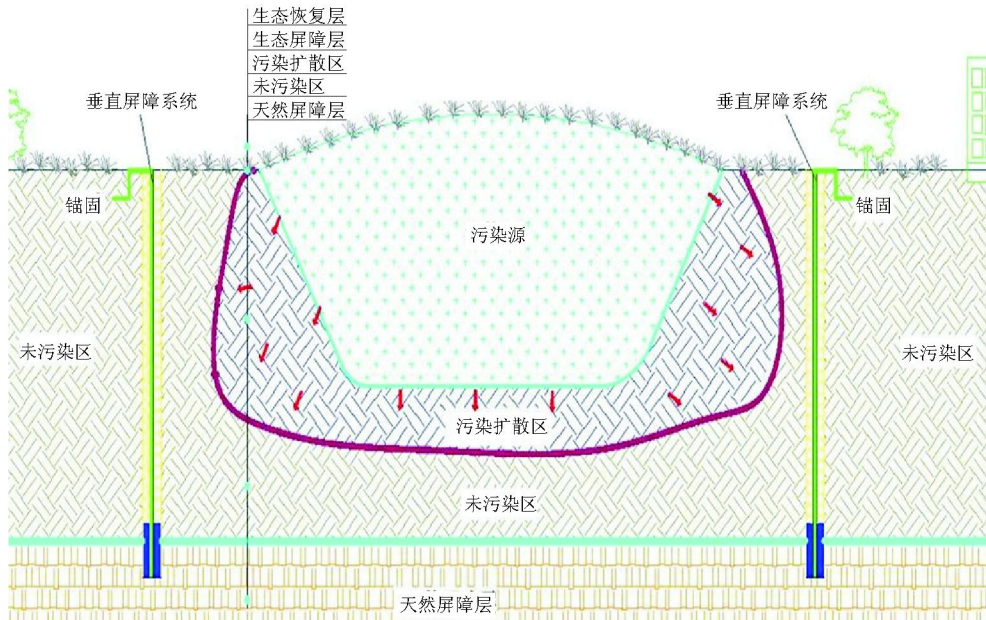 生态恢复层
生态屏障层
污染扩散区
未污染区
天然屏障层
垂直屏障系统
垂直屏障系统
锚固
污染源
锚固
未污染区
未污染区
污染扩散区
未污染区
天然屏障层